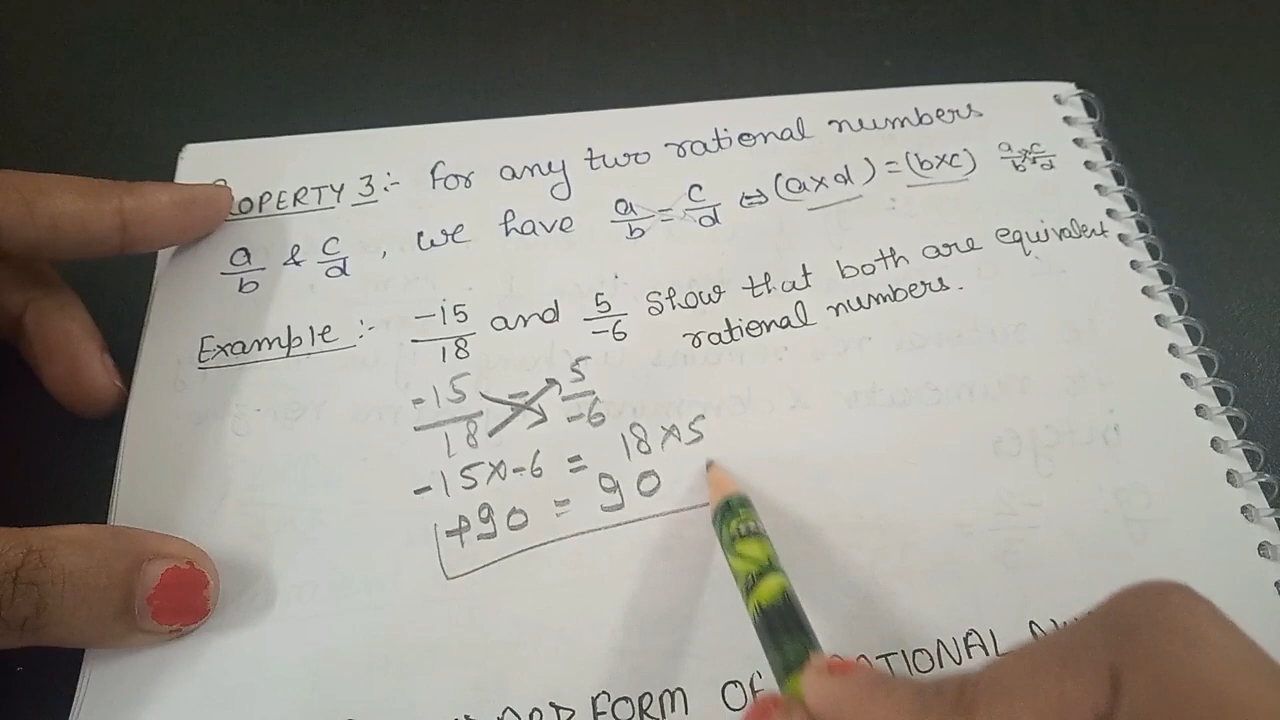 PROPERTY 3:- for any two rational numbers
a/b & c/d, we have a/b = c/d ⇔ (a×d) = (b×c) a/b × c/d
Example:- -15/18 and 5/-6 Show that both are equivalent
rational numbers.
-15/18 = 5/-6
-15×-6 = 18×5
+90 = 90
FORM OF